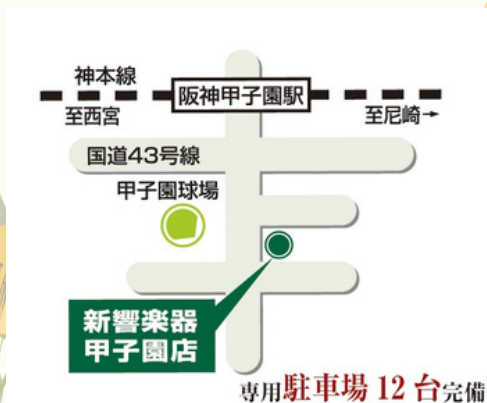 神本線
阪神甲子園駅
至西宮
至尼崎→
国道43号線
甲子園球場
新響楽器
甲子園店
専用駐車場12台完備